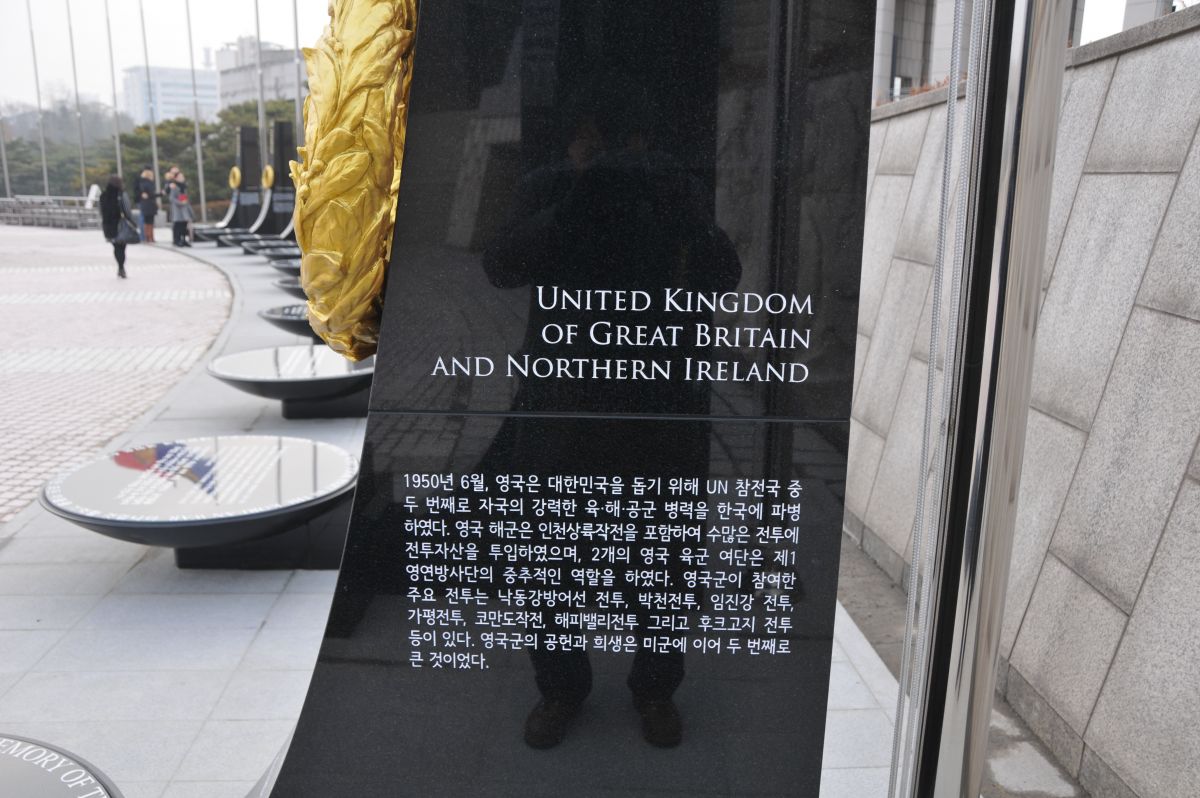 UNITED KINGDOM
OF GREAT BRITAIN
AND NORTHERN IRELAND
1950년 6월, 영국은 대한민국을 돕기 위해 UN 참전국 중
두 번째로 자국의 강력한 육·해·공군 병력을 한국에 파병
하였다. 영국 해군은 인천상륙작전을 포함하여 수많은 전투에
전투자산을 투입하였으며, 2개의 영국 육군 여단은 제1
영연방사단의 중추적인 역할을 하였다. 영국군이 참여한
주요 전투는 낙동강방어선 전투, 박천전투, 임진강 전투,
가평전투, 코만도작전, 해피밸리전투 그리고 후크고지 전투
등이 있다. 영국군의 공헌과 희생은 미군에 이어 두 번째로
큰 것이었다.
EMORY OF T